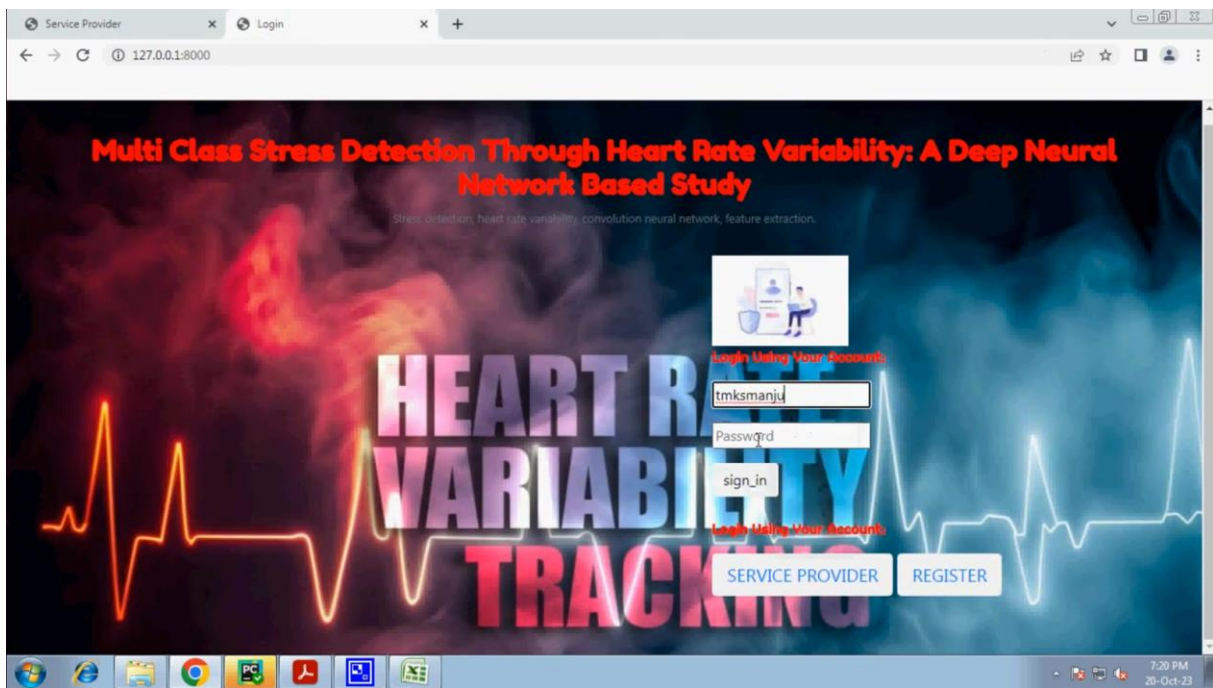 Service Provider
Login
127.0.0.1:8000
Multi Class Stress Detection Through Heart Rate Variability: A Deep Neural
Network Based Study
Stress detection, heart rate variability, convolution neural network, feature extraction.
Login Using Your Account:
tmksmanju
Password
sign_in
Login Using Your Account:
SERVICE PROVIDER REGISTER
HEART RATE
VARIABILITY
TRACKING
PC
7:20 PM
20-Oct-23